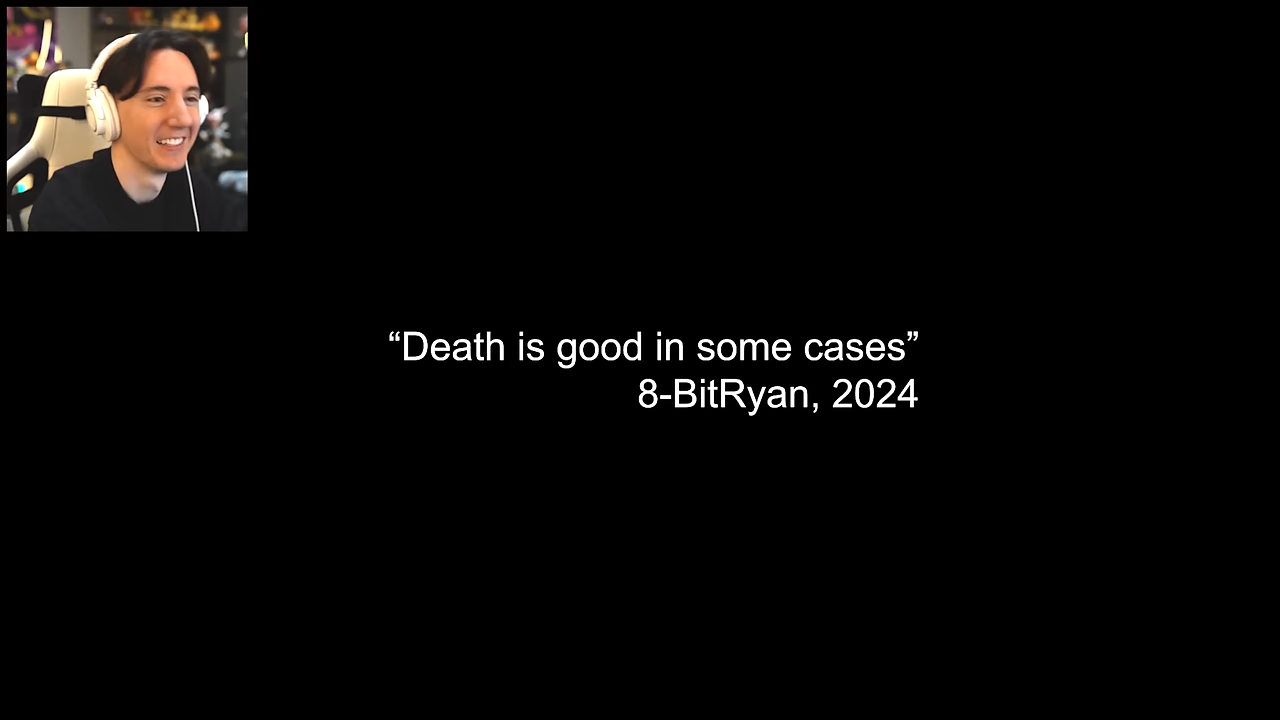 “Death is good in some cases”
8-BitRyan, 2024